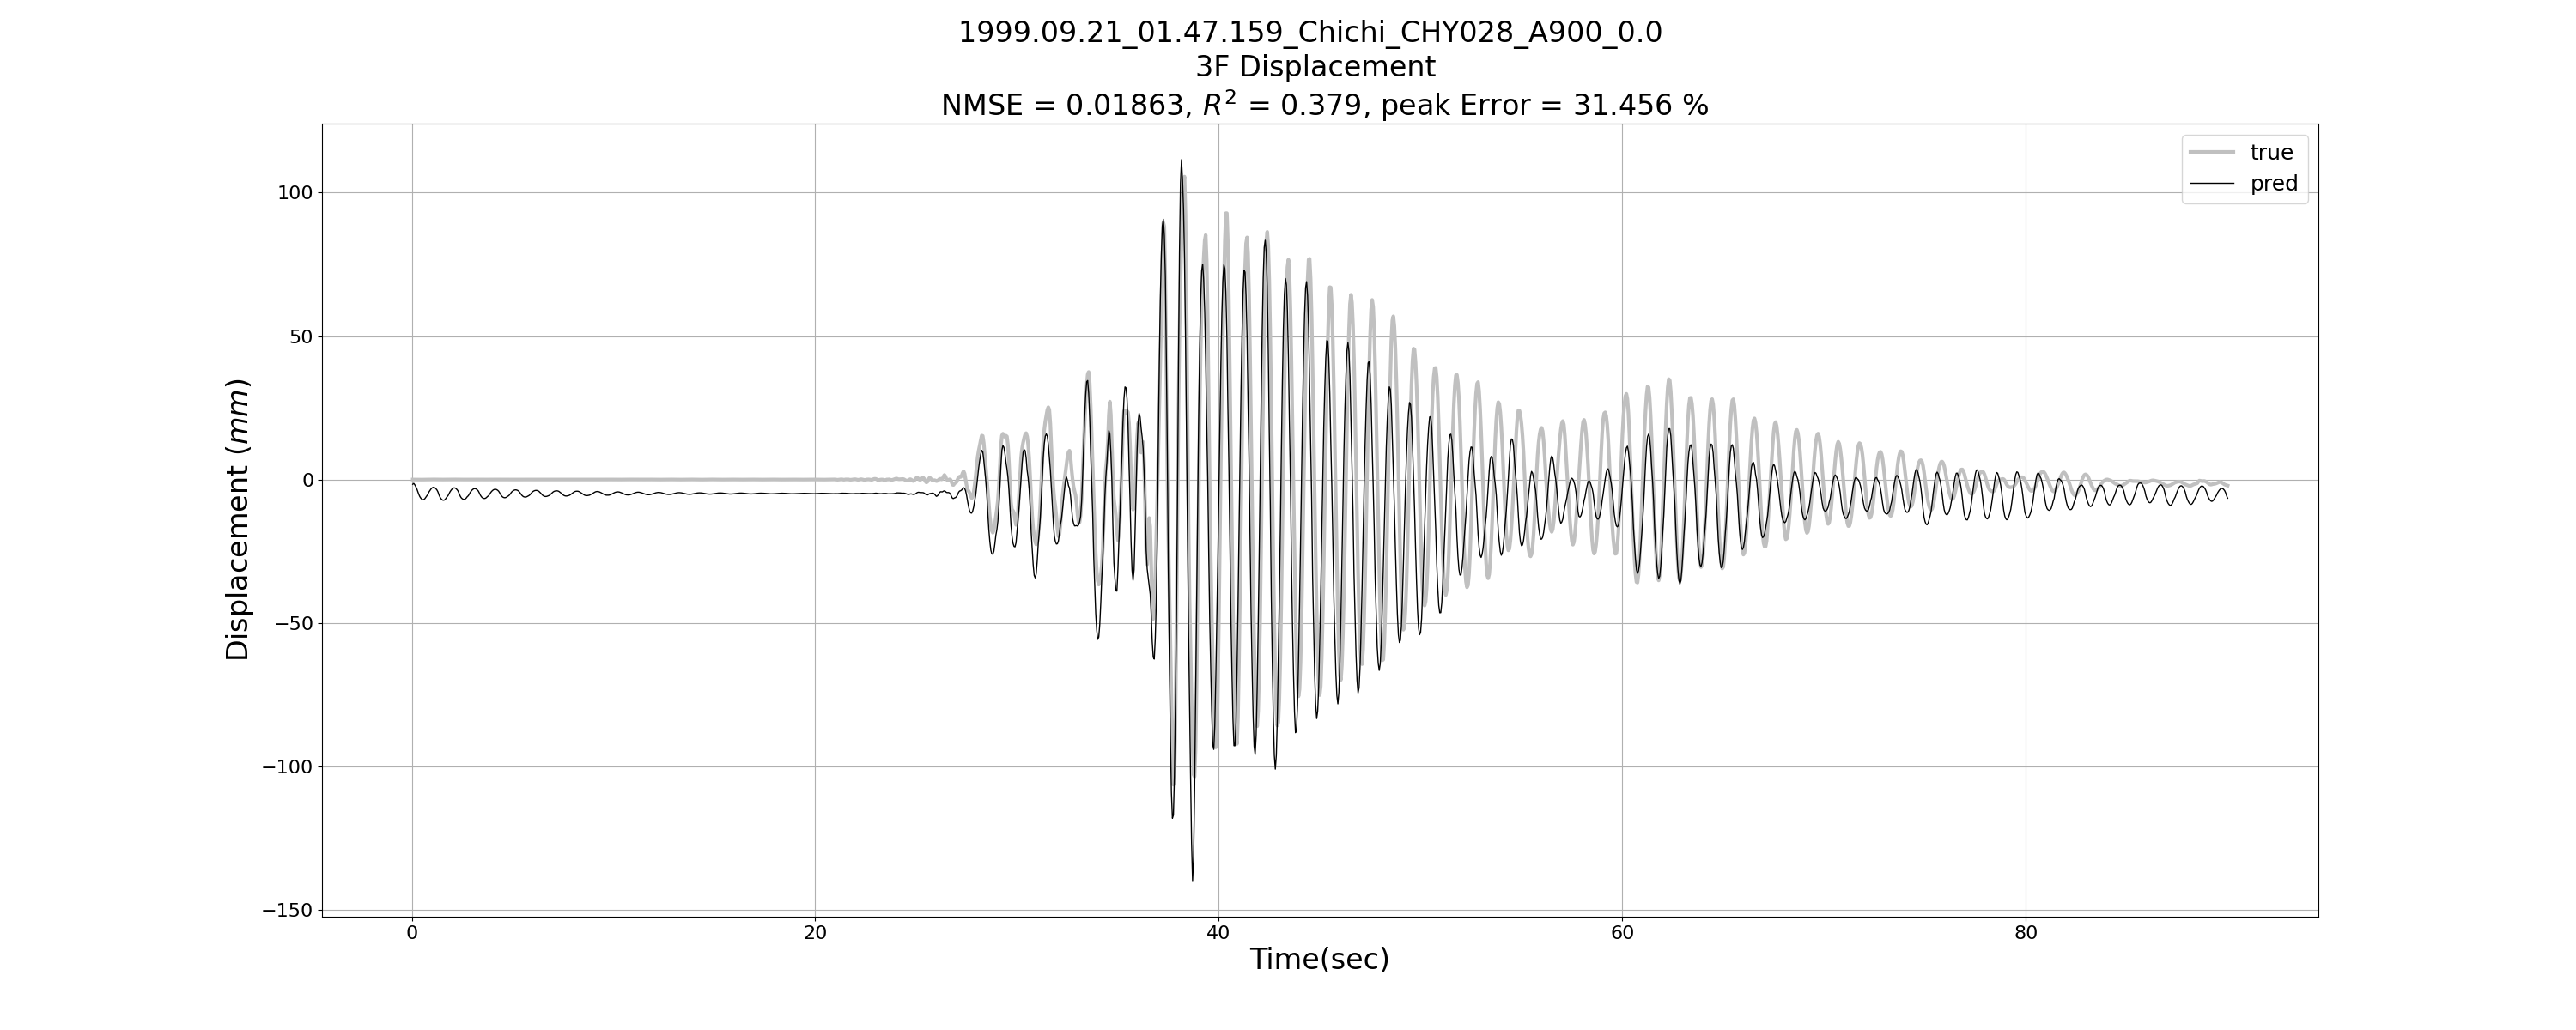 1999.09.21_01.47.159_Chichi_CHY028_A900_0.0
3F Displacement
NMSE = 0.01863, R² = 0.379, peak Error = 31.456 %
true
pred
100
50
0
−50
−100
−150
Displacement (mm)
0 20 40 60 80
Time(sec)